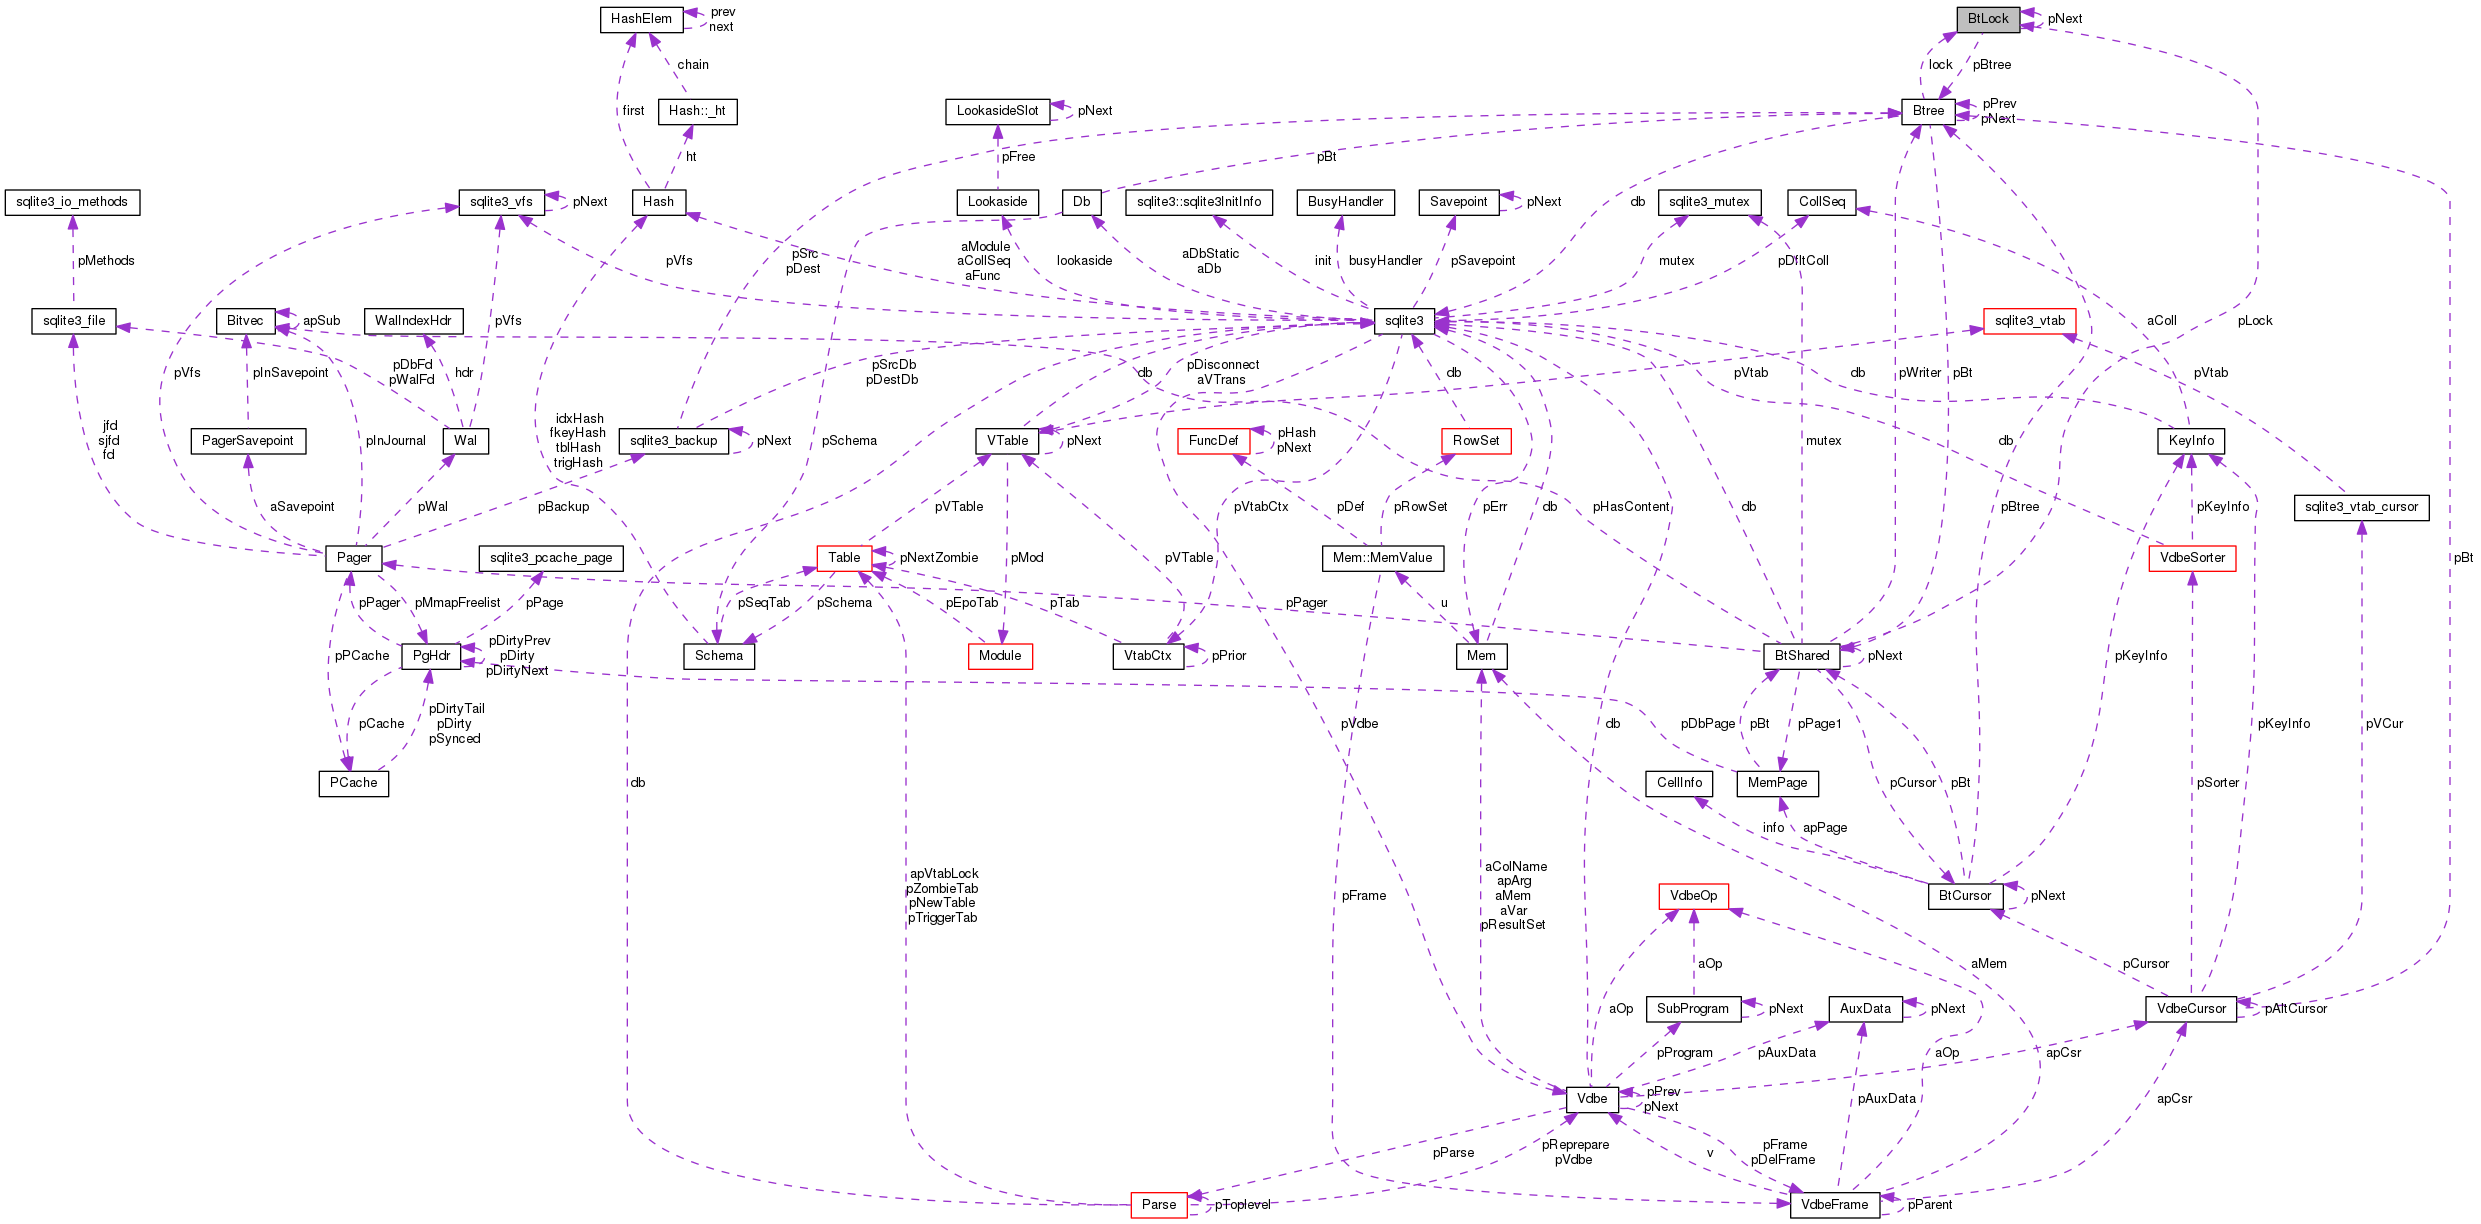 HashElem
prev
next
BtLock
pNext
chain
lock
pBtree
first
Hash::_ht
LookasideSlot
pNext
Btree
pPrev
pNext
ht
pFree
pBt
sqlite3_io_methods
sqlite3_vfs
pNext
Hash
Lookaside
Db
sqlite3::sqlite3InitInfo
BusyHandler
Savepoint
pNext
sqlite3_mutex
CollSeq
db
pMethods
pVfs
pSrc
pDest
aModule
aCollSeq
aFunc
lookaside
aDbStatic
aDb
init
busyHandler
pSavepoint
mutex
pDfltColl
sqlite3_file
Bitvec
apSub
WalIndexHdr
pVfs
sqlite3
sqlite3_vtab
aColl
pLock
pVfs
pInSavepoint
pDbFd
pWalFd
hdr
pSrcDb
pDestDb
db
pDisconnect
aVTrans
db
pVtab
db
pWriter
pBt
pVtab
jfd
sjfd
fd
PagerSavepoint
pInJournal
Wal
idxHash
fkeyHash
tblHash
trigHash
sqlite3_backup
pNext
pSchema
VTable
pNext
FuncDef
pHash
pNext
RowSet
mutex
db
KeyInfo
aSavepoint
pWal
pBackup
pVTable
pVtabCtx
pDef
pRowSet
pErr
db
pHasContent
db
pBtree
pKeyInfo
sqlite3_vtab_cursor
Pager
sqlite3_pcache_page
Table
pNextZombie
pMod
pVTable
Mem::MemValue
VdbeSorter
pBt
pPager
pMmapFreelist
pPage
pSeqTab
pSchema
pEpoTab
pTab
pPager
u
pPCache
PgHdr
pDirtyPrev
pDirty
pDirtyNext
Schema
Module
VtabCtx
pPrior
Mem
BtShared
pNext
pKeyInfo
pCache
pDirtyTail
pDirty
pSynced
pVdbe
db
pDbPage
pBt
pPage1
pKeyInfo
pVCur
PCache
db
CellInfo
MemPage
pCursor
pBt
pSorter
info
apPage
apVtabLock
pZombieTab
pNewTable
pTriggerTab
pFrame
aColName
apArg
aMem
aVar
pResultSet
VdbeOp
BtCursor
pNext
aOp
aMem
pCursor
aOp
SubProgram
pNext
AuxData
pNext
VdbeCursor
pAltCursor
pProgram
pAuxData
aOp
apCsr
Vdbe
pPrev
pNext
pAuxData
apCsr
pParse
pReprepare
pVdbe
v
pFrame
pDelFrame
Parse
pToplevel
VdbeFrame
pParent